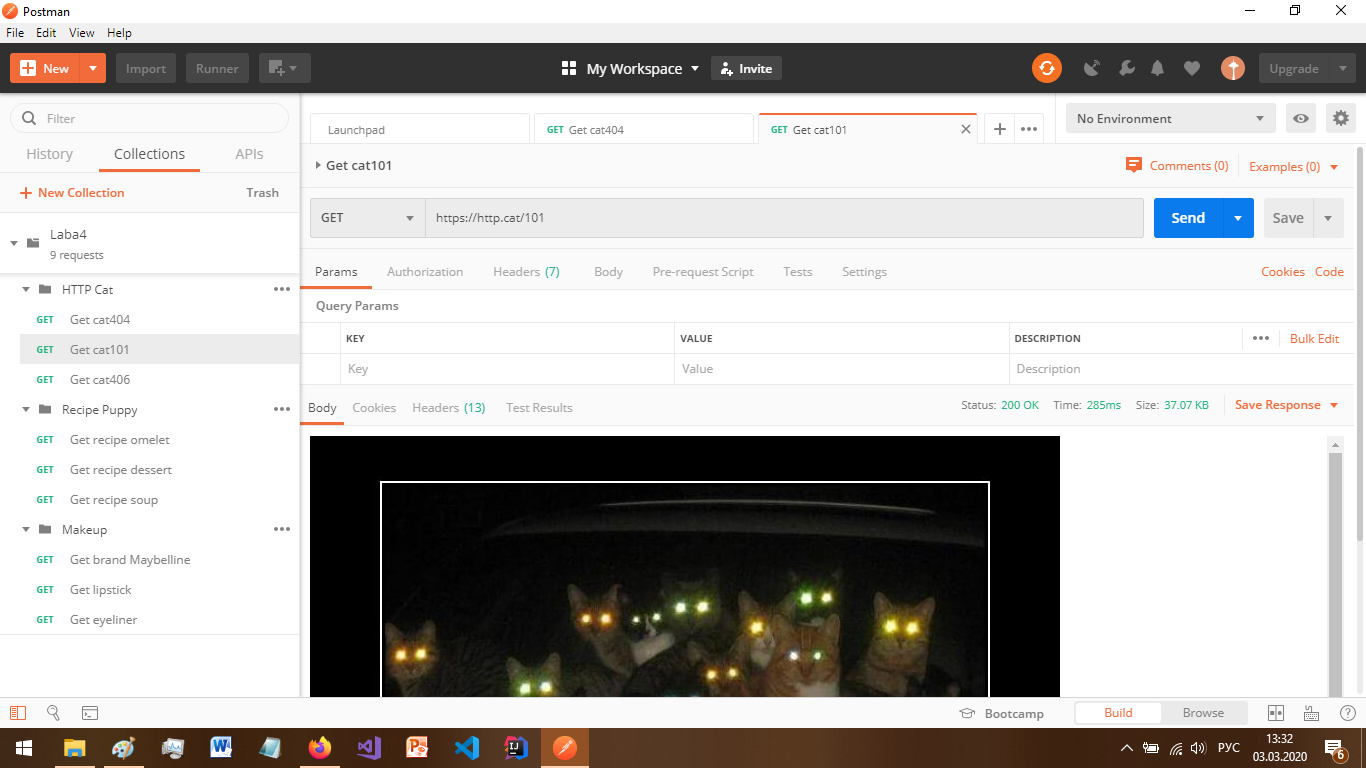 Postman
File Edit View Help
New Import Runner My Workspace Invite Upgrade
Filter
History Collections APIs
New Collection Trash
Laba4
9 requests
HTTP Cat
GET Get cat404
GET Get cat101
GET Get cat406
Recipe Puppy
GET Get recipe omelet
GET Get recipe dessert
GET Get recipe soup
Makeup
GET Get brand Maybelline
GET Get lipstick
GET Get eyeliner
Launchpad GET Get cat404 GET Get cat101 No Environment
Get cat101 Comments (0) Examples (0)
GET https://http.cat/101 Send Save
Params Authorization Headers (7) Body Pre-request Script Tests Settings Cookies Code
Query Params
KEY VALUE DESCRIPTION Bulk Edit
Key Value Description
Body Cookies Headers (13) Test Results Status: 200 OK Time: 285ms Size: 37.07 KB Save Response
Bootcamp Build Browse
РУС 13:32
03.03.2020 6